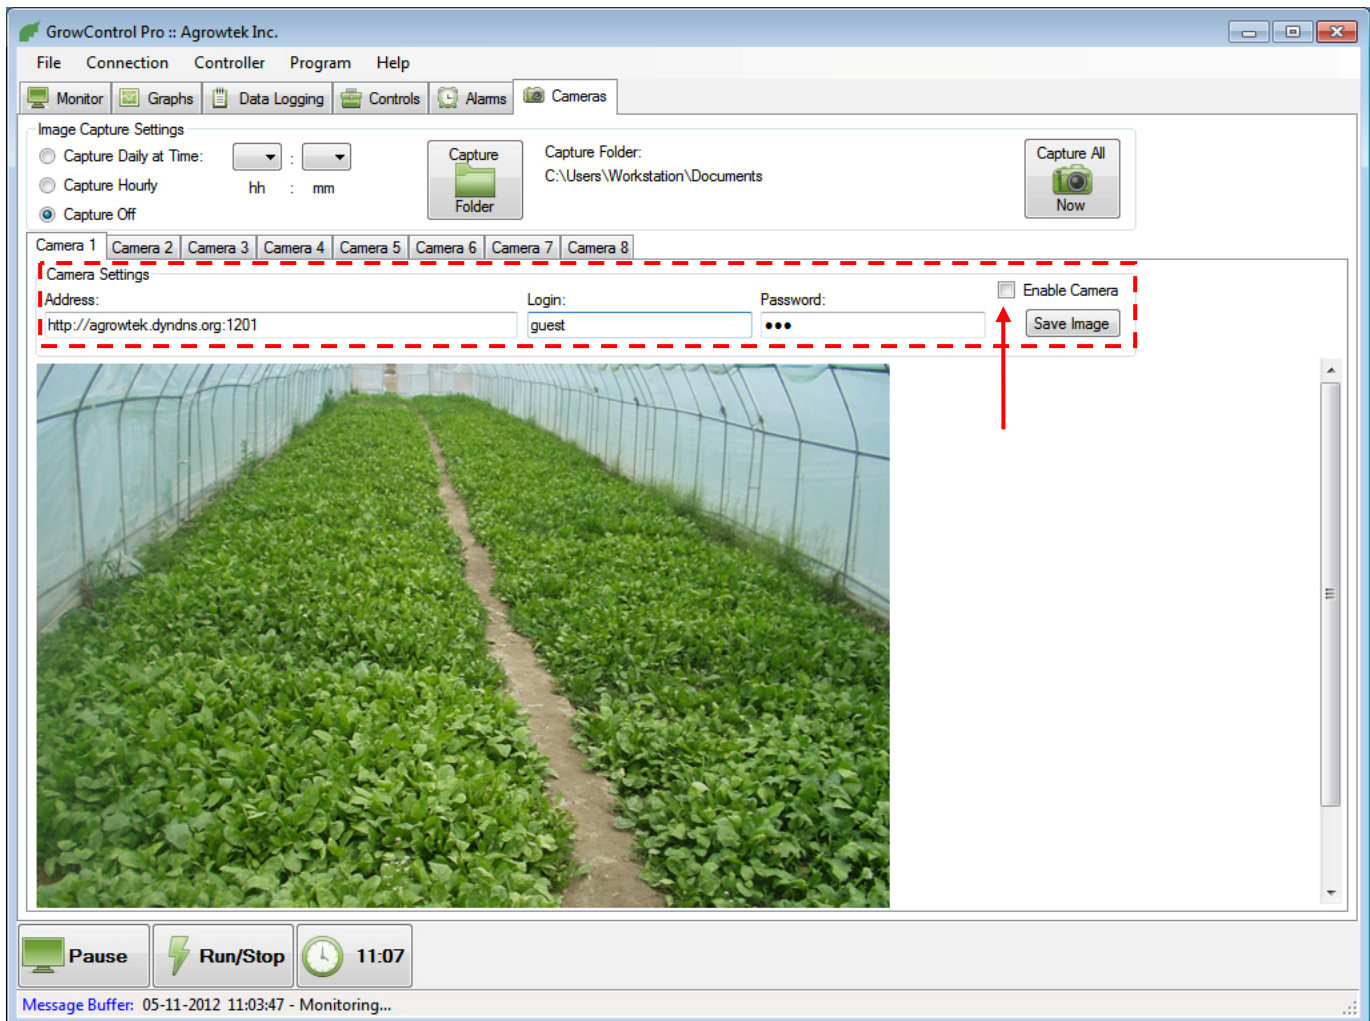 GrowControl Pro :: Agrowtek Inc.
File Connection Controller Program Help
Monitor Graphs Data Logging Controls Alarms Cameras
Image Capture Settings
Capture Daily at Time: :
Capture Hourly hh : mm
Capture Off
Capture Folder
Capture Folder:
C:\Users\Workstation\Documents
Capture All Now
Camera 1 Camera 2 Camera 3 Camera 4 Camera 5 Camera 6 Camera 7 Camera 8
Camera Settings
Address: Login: Password: Enable Camera
http://agrowtek.dyndns.org:1201 guest ●●● Save Image
Pause Run/Stop 11:07
Message Buffer: 05-11-2012 11:03:47 - Monitoring...